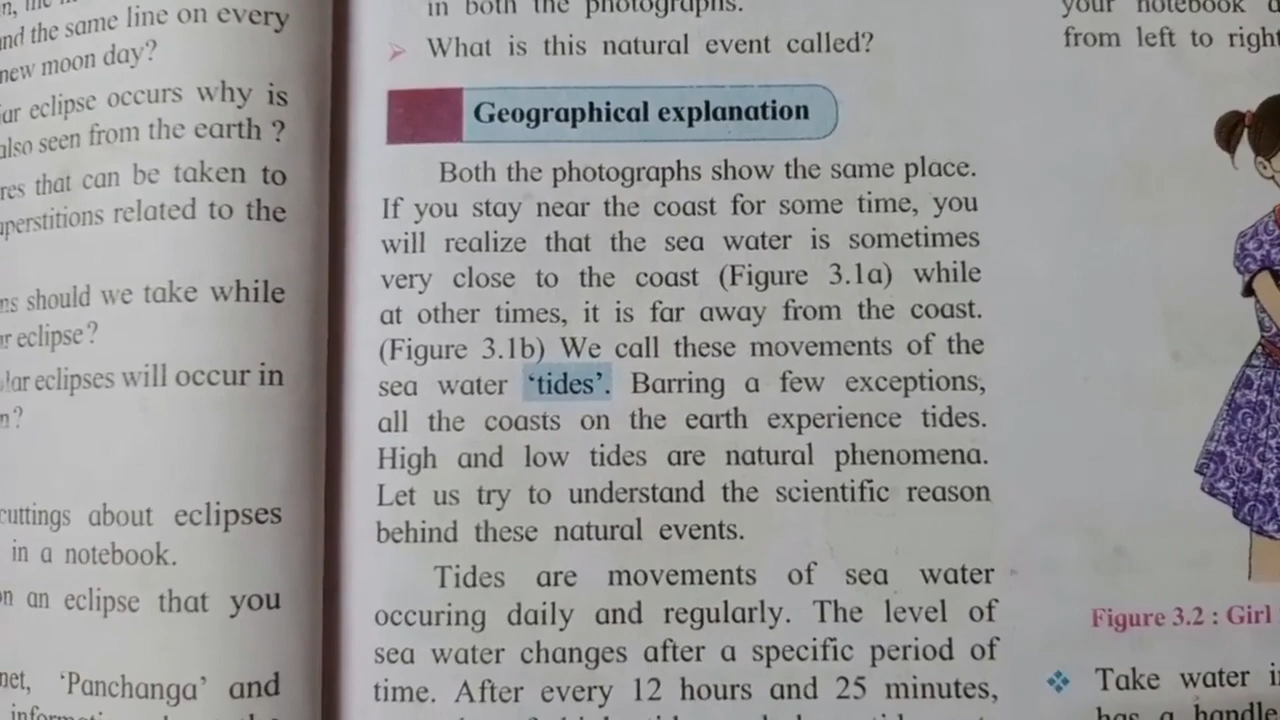 and the same line on every
new moon day?
eclipse occurs why is
also seen from the earth ?
that can be taken to
related to the
should we take while
eclipse?
eclipses will occur in
cuttings about eclipses
in a notebook.
on an eclipse that you
'Panchanga' and
in both the photographs.
➢ What is this natural event called?
Geographical explanation
Both the photographs show the same place.
If you stay near the coast for some time, you
will realize that the sea water is sometimes
very close to the coast (Figure 3.1a) while
at other times, it is far away from the coast.
(Figure 3.1b) We call these movements of the
sea water 'tides'. Barring a few exceptions,
all the coasts on the earth experience tides.
High and low tides are natural phenomena.
Let us try to understand the scientific reason
behind these natural events.
Tides are movements of sea water
occuring daily and regularly. The level of
sea water changes after a specific period of
time. After every 12 hours and 25 minutes,
your notebook
from left to right
Figure 3.2 : Girl
❖ Take water
has a handle